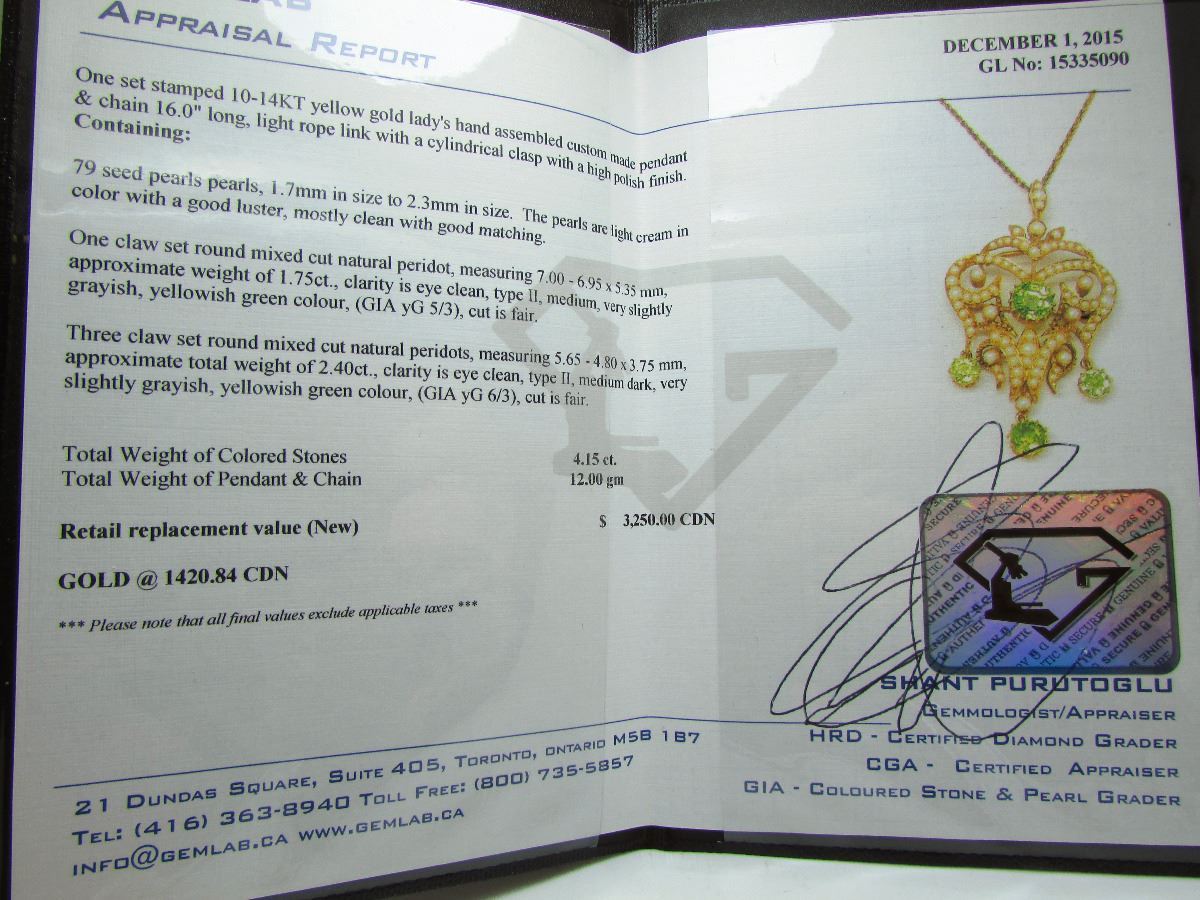 APPRAISAL REPORT
One set stamped 10-14KT yellow gold lady's hand assembled custom made pendant
& chain 16.0" long, light rope link with a cylindrical clasp with a high polish finish.
Containing:
79 seed pearls pearls, 1.7mm in size to 2.3mm in size. The pearls are light cream in
color with a good luster, mostly clean with good matching.
One claw set round mixed cut natural peridot, measuring 7.00 - 6.95 x 5.35 mm,
approximate weight of 1.75ct., clarity is eye clean, type II, medium, very slightly
grayish, yellowish green colour, (GIA yG 5/3), cut is fair.
Three claw set round mixed cut natural peridots, measuring 5.65 - 4.80 x 3.75 mm,
approximate total weight of 2.40ct., clarity is eye clean, type II, medium dark, very
slightly grayish, yellowish green colour, (GIA yG 6/3), cut is fair.
Total Weight of Colored Stones 4.15 ct.
Total Weight of Pendant & Chain 12.00 gm
Retail replacement value (New) $ 3,250.00 CDN
GOLD @ 1420.84 CDN
*** Please note that all final values exclude applicable taxes ***
21 DUNDAS SQUARE, SUITE 405, TORONTO, ONTARIO M5B 1B7
TEL: (416) 363-8940 TOLL FREE: (800) 735-5857
INFO@GEMLAB.CA WWW.GEMLAB.CA
DECEMBER 1, 2015
GL No: 15335090
SHANT PURUTOGLU
GEMMOLOGIST/APPRAISER
HRD - CERTIFIED DIAMOND GRADER
CGA - CERTIFIED APPRAISER
GIA - COLOURED STONE & PEARL GRADER